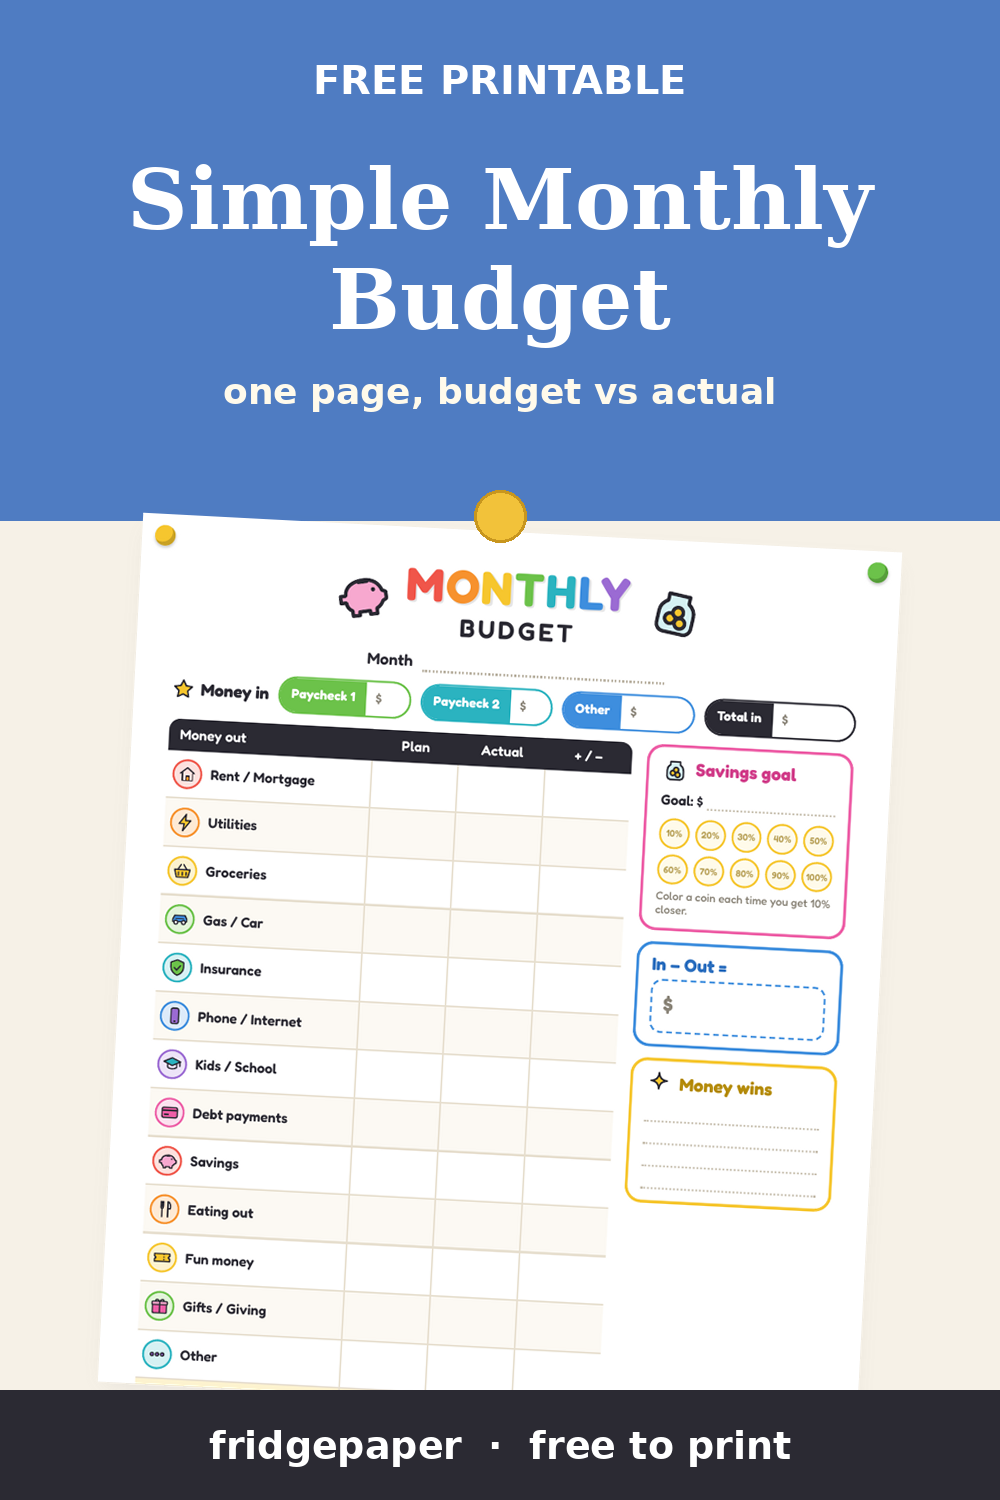 FREE PRINTABLE
Simple Monthly
Budget
one page, budget vs actual
MONTHLY
BUDGET
Month
Money in
Paycheck 1 $
Paycheck 2 $
Other $
Total in $
Money out Plan Actual + / −
Rent / Mortgage
Utilities
Groceries
Gas / Car
Insurance
Phone / Internet
Kids / School
Debt payments
Savings
Eating out
Fun money
Gifts / Giving
Other
Savings goal
Goal: $
10% 20% 30% 40% 50%
60% 70% 80% 90% 100%
Color a coin each time you get 10%
closer.
In − Out =
$
Money wins
fridgepaper · free to print